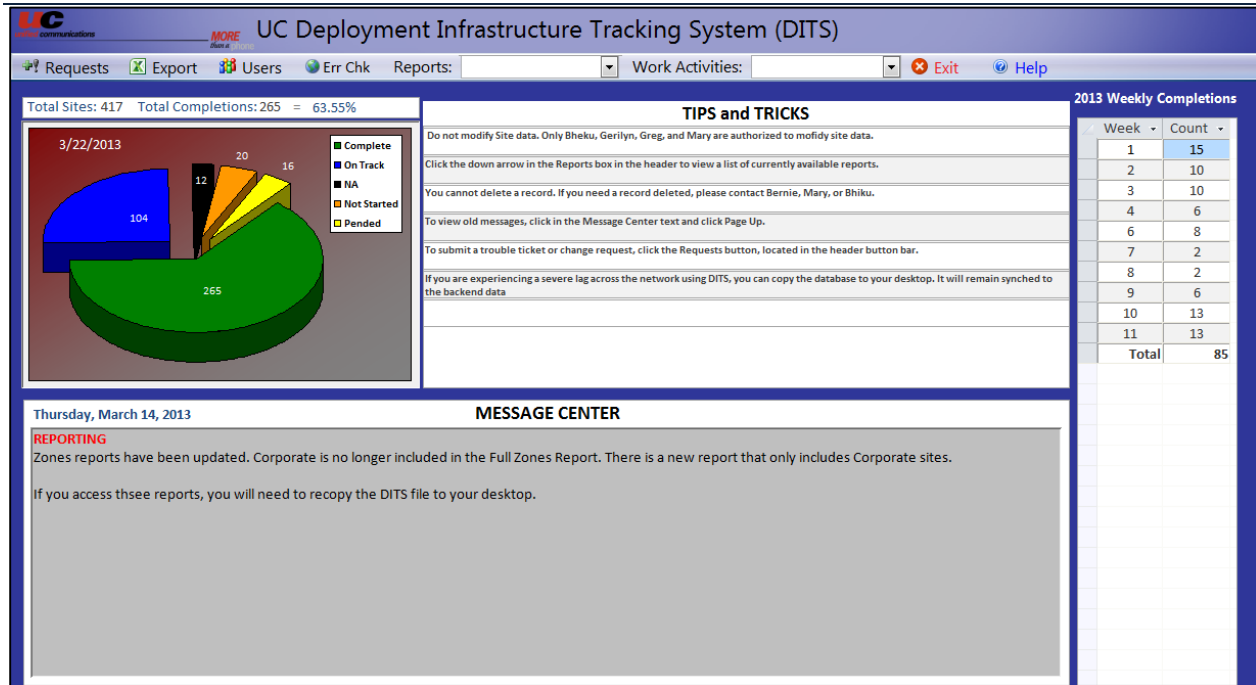 UC
communications
MORE
than a phone
UC Deployment Infrastructure Tracking System (DITS)
Requests Export Users Err Chk Reports: Work Activities: Exit Help
Total Sites: 417 Total Completions: 265 = 63.55%
3/22/2013
20
16
12
104
265
Complete
On Track
NA
Not Started
Pended
TIPS and TRICKS
Do not modify Site data. Only Bheku, Gerilyn, Greg, and Mary are authorized to mofidy site data.
Click the down arrow in the Reports box in the header to view a list of currently available reports.
You cannot delete a record. If you need a record deleted, please contact Bernie, Mary, or Bhiku.
To view old messages, click in the Message Center text and click Page Up.
To submit a trouble ticket or change request, click the Requests button, located in the header button bar.
If you are experiencing a severe lag across the network using DITS, you can copy the database to your desktop. It will remain synched to
the backend data
2013 Weekly Completions
Week Count
1 15
2 10
3 10
4 6
6 8
7 2
8 2
9 6
10 13
11 13
Total 85
Thursday, March 14, 2013
MESSAGE CENTER
REPORTING
Zones reports have been updated. Corporate is no longer included in the Full Zones Report. There is a new report that only includes Corporate sites.
If you access thsee reports, you will need to recopy the DITS file to your desktop.